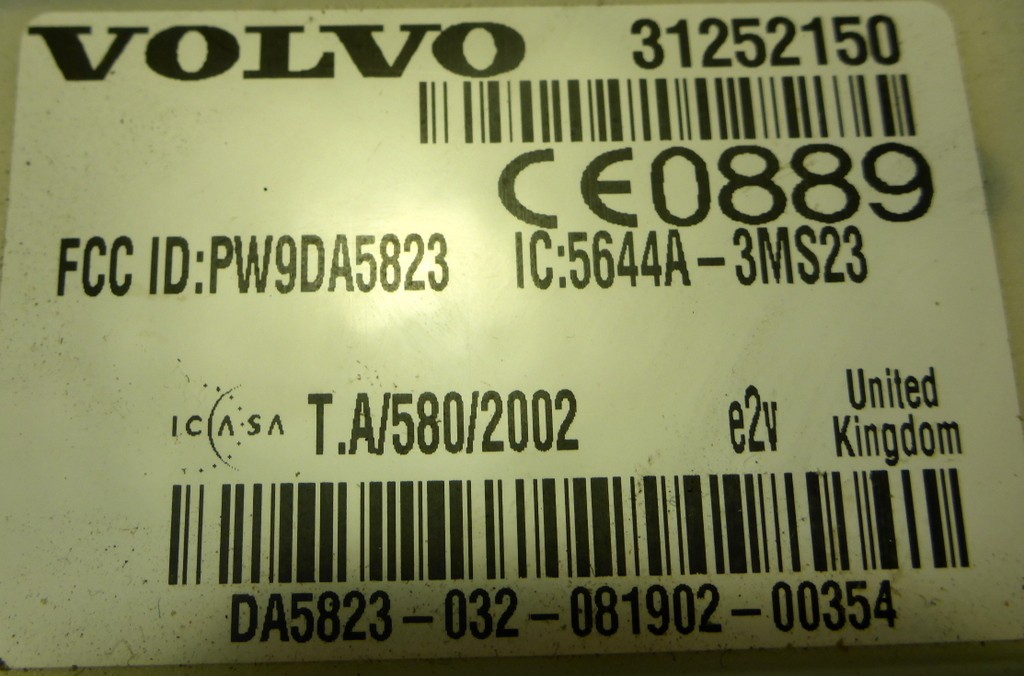 VOLVO 31252150
CE0889
FCC ID:PW9DA5823 IC:5644A-3MS23
ICASA T.A/580/2002 e2v United Kingdom
DA5823-032-081902-00354